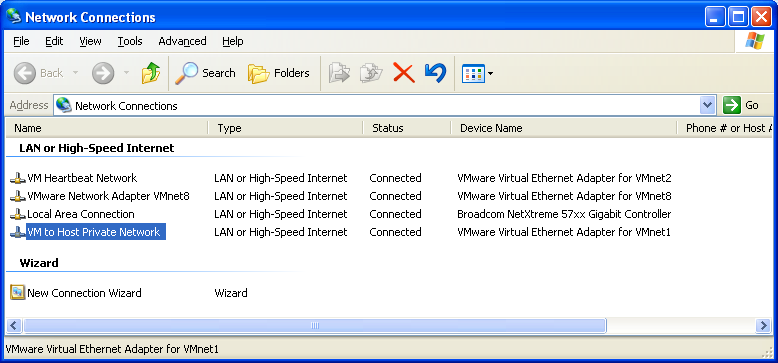 Network Connections
File Edit View Tools Advanced Help
Back Search Folders
Address Network Connections Go
Name Type Status Device Name Phone # or Host A
LAN or High-Speed Internet
VM Heartbeat Network LAN or High-Speed Internet Connected VMware Virtual Ethernet Adapter for VMnet2
VMware Network Adapter VMnet8 LAN or High-Speed Internet Connected VMware Virtual Ethernet Adapter for VMnet8
Local Area Connection LAN or High-Speed Internet Connected Broadcom NetXtreme 57xx Gigabit Controller
VM to Host Private Network LAN or High-Speed Internet Connected VMware Virtual Ethernet Adapter for VMnet1
Wizard
New Connection Wizard Wizard
VMware Virtual Ethernet Adapter for VMnet1